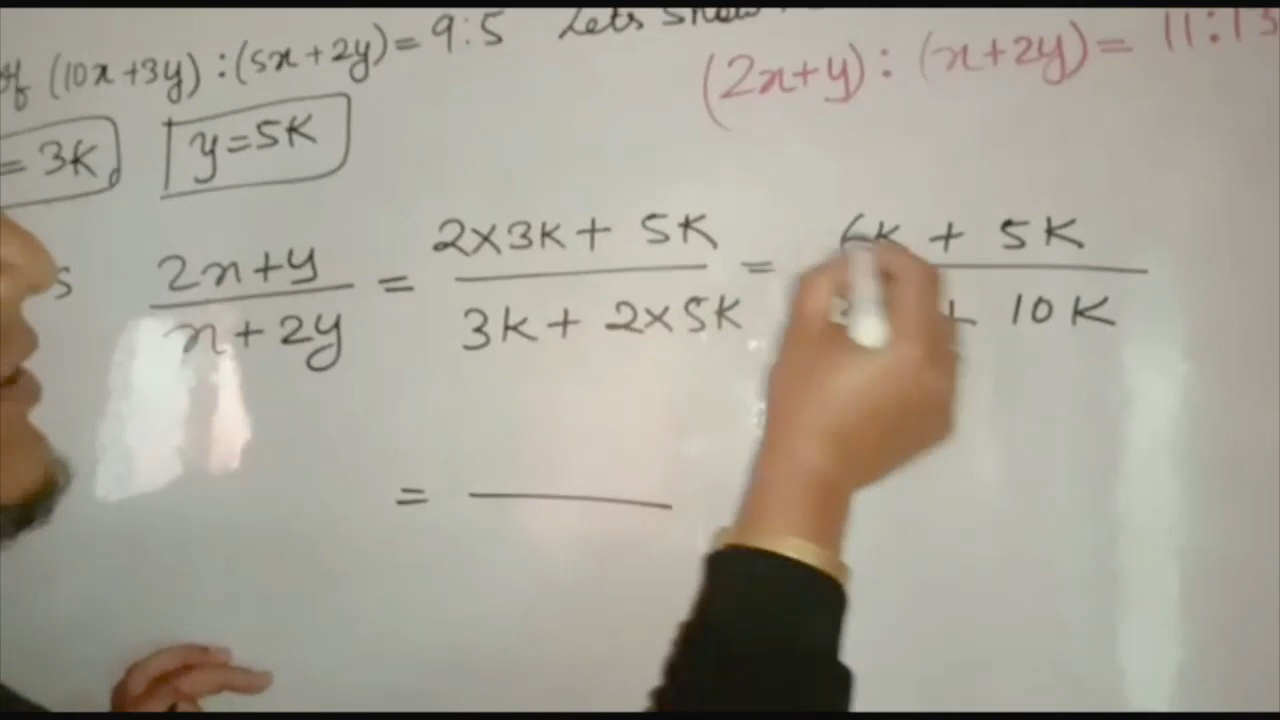 If (10x+3y):(5x+2y)=9:5 Lets Show
(2x+y):(x+2y)= 11:13
= 3K y=5K
s (2x+y)/(x+2y) = (2×3K+5K)/(3K+2×5K) = (6K+5K)/( + 10K)
=